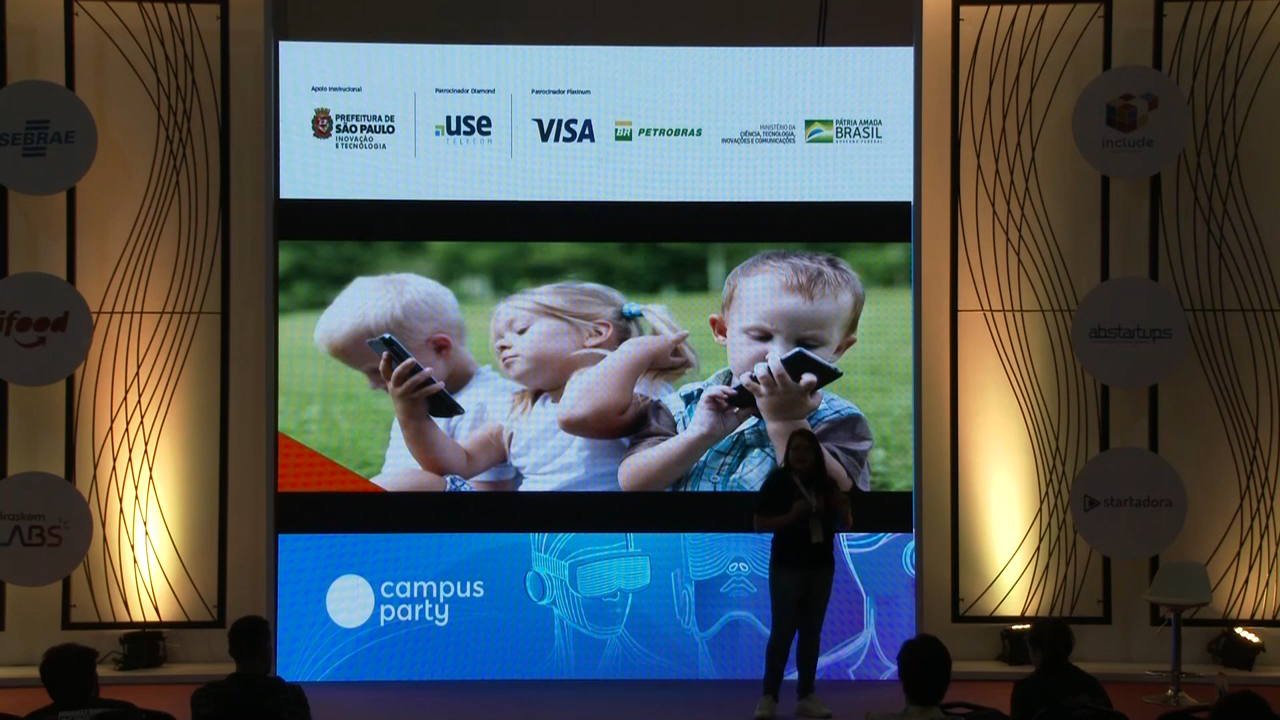 Apoio Institucional
PREFEITURA DE
SÃO PAULO
INOVAÇÃO
E TECNOLOGIA
Patrocinador Diamond
USE
TELECOM
Patrocinador Platinum
VISA
BR PETROBRAS
MINISTÉRIO DA
CIÊNCIA, TECNOLOGIA,
INOVAÇÕES E COMUNICAÇÕES
PÁTRIA AMADA
BRASIL
GOVERNO FEDERAL
SEBRAE
ifood
Braskem
LABS
include
abstartups
startadora
campus
party